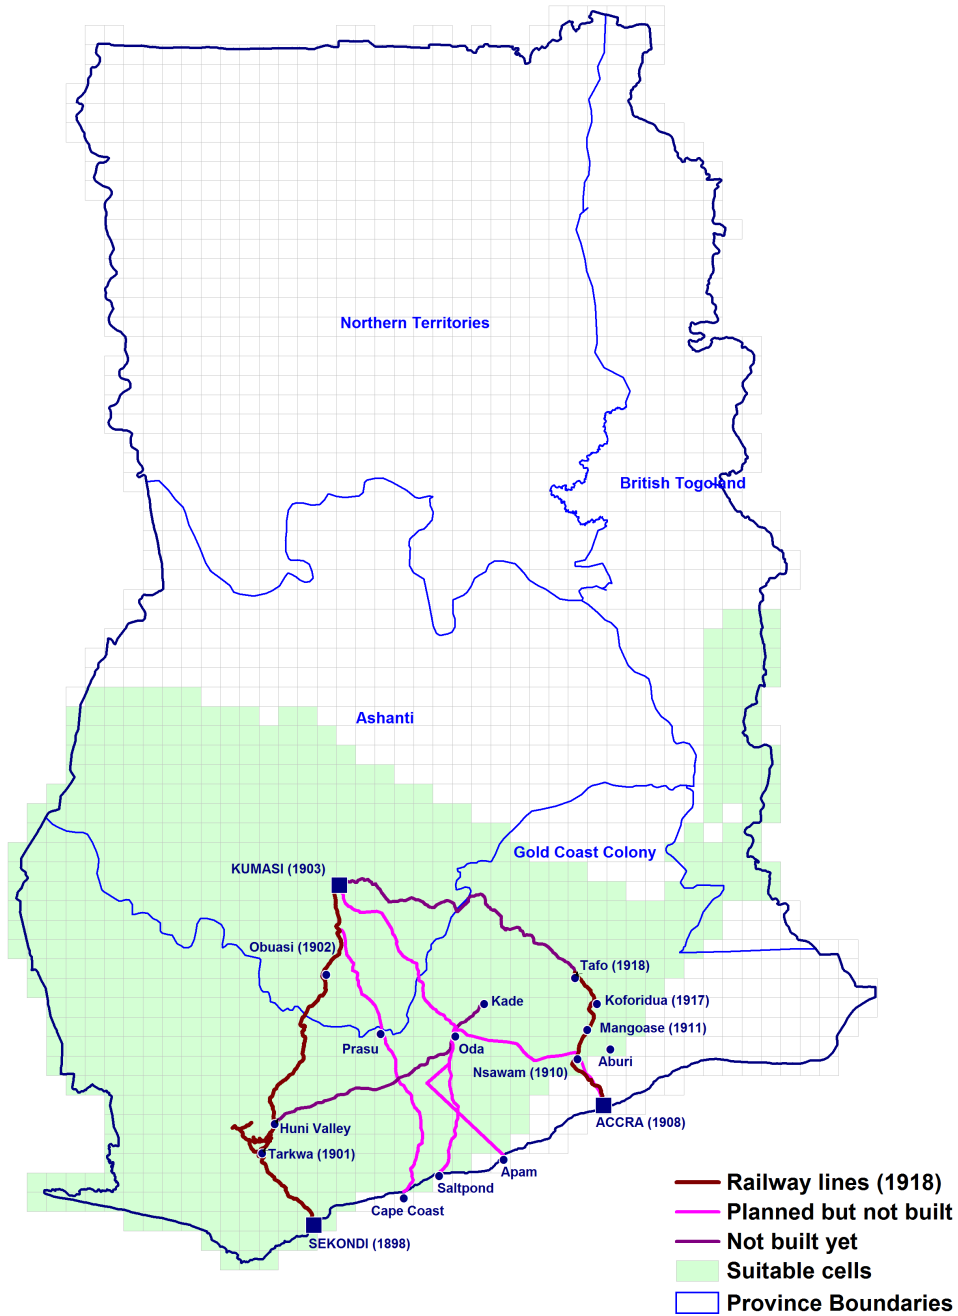 Northern Territories
British Togoland
Ashanti
Gold Coast Colony
KUMASI (1903)
Obuasi (1902)
Tafo (1918)
Kade
Koforidua (1917)
Mangoase (1911)
Prasu
Oda
Nsawam (1910)
Aburi
ACCRA (1908)
Huni Valley
Tarkwa (1901)
Apam
Saltpond
Cape Coast
SEKONDI (1898)
Railway lines (1918)
Planned but not built
Not built yet
Suitable cells
Province Boundaries